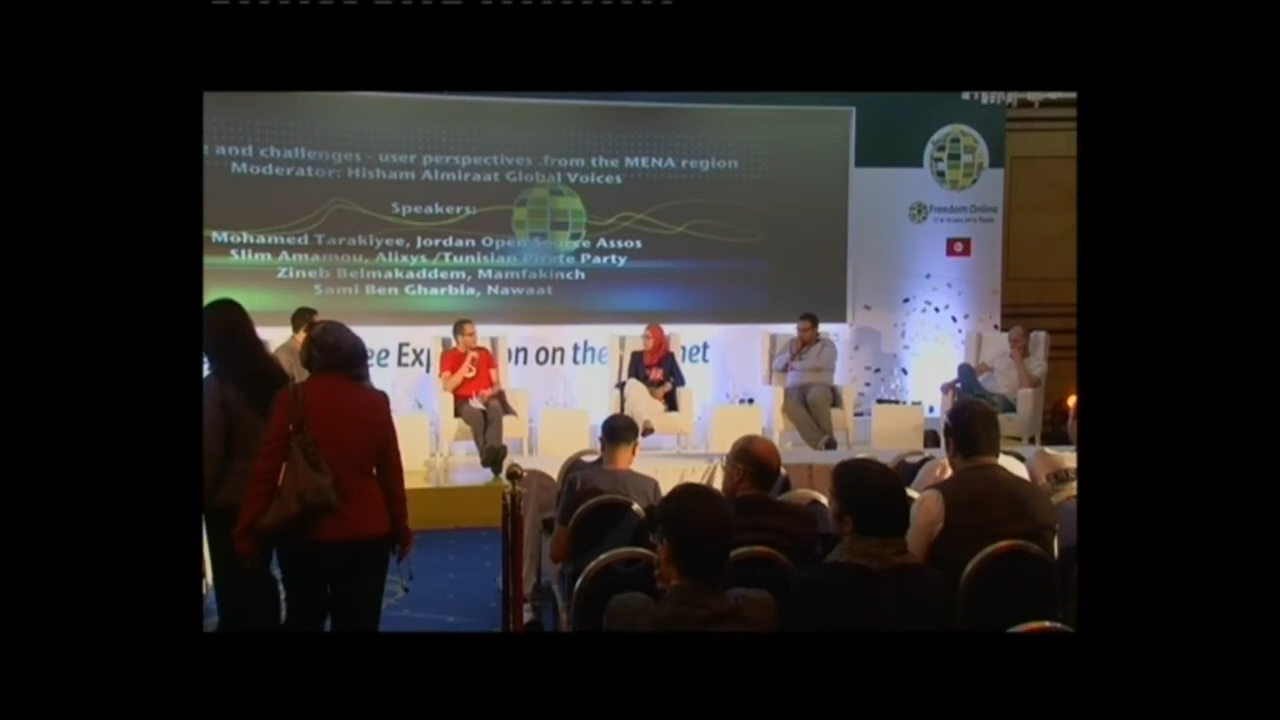 and challenges - user perspectives .from the MENA region
Moderator: Hisham Almiraat Global Voices
Speakers:
Mohamed Tarakiyee, Jordan Open Source Assos
Slim Amamou, Alixys /Tunisian Pirate Party
Zineb Belmakaddem, Mamfakinch
Sami Ben Gharbia, Nawaat
Freedom Online
ee Exp on on the net